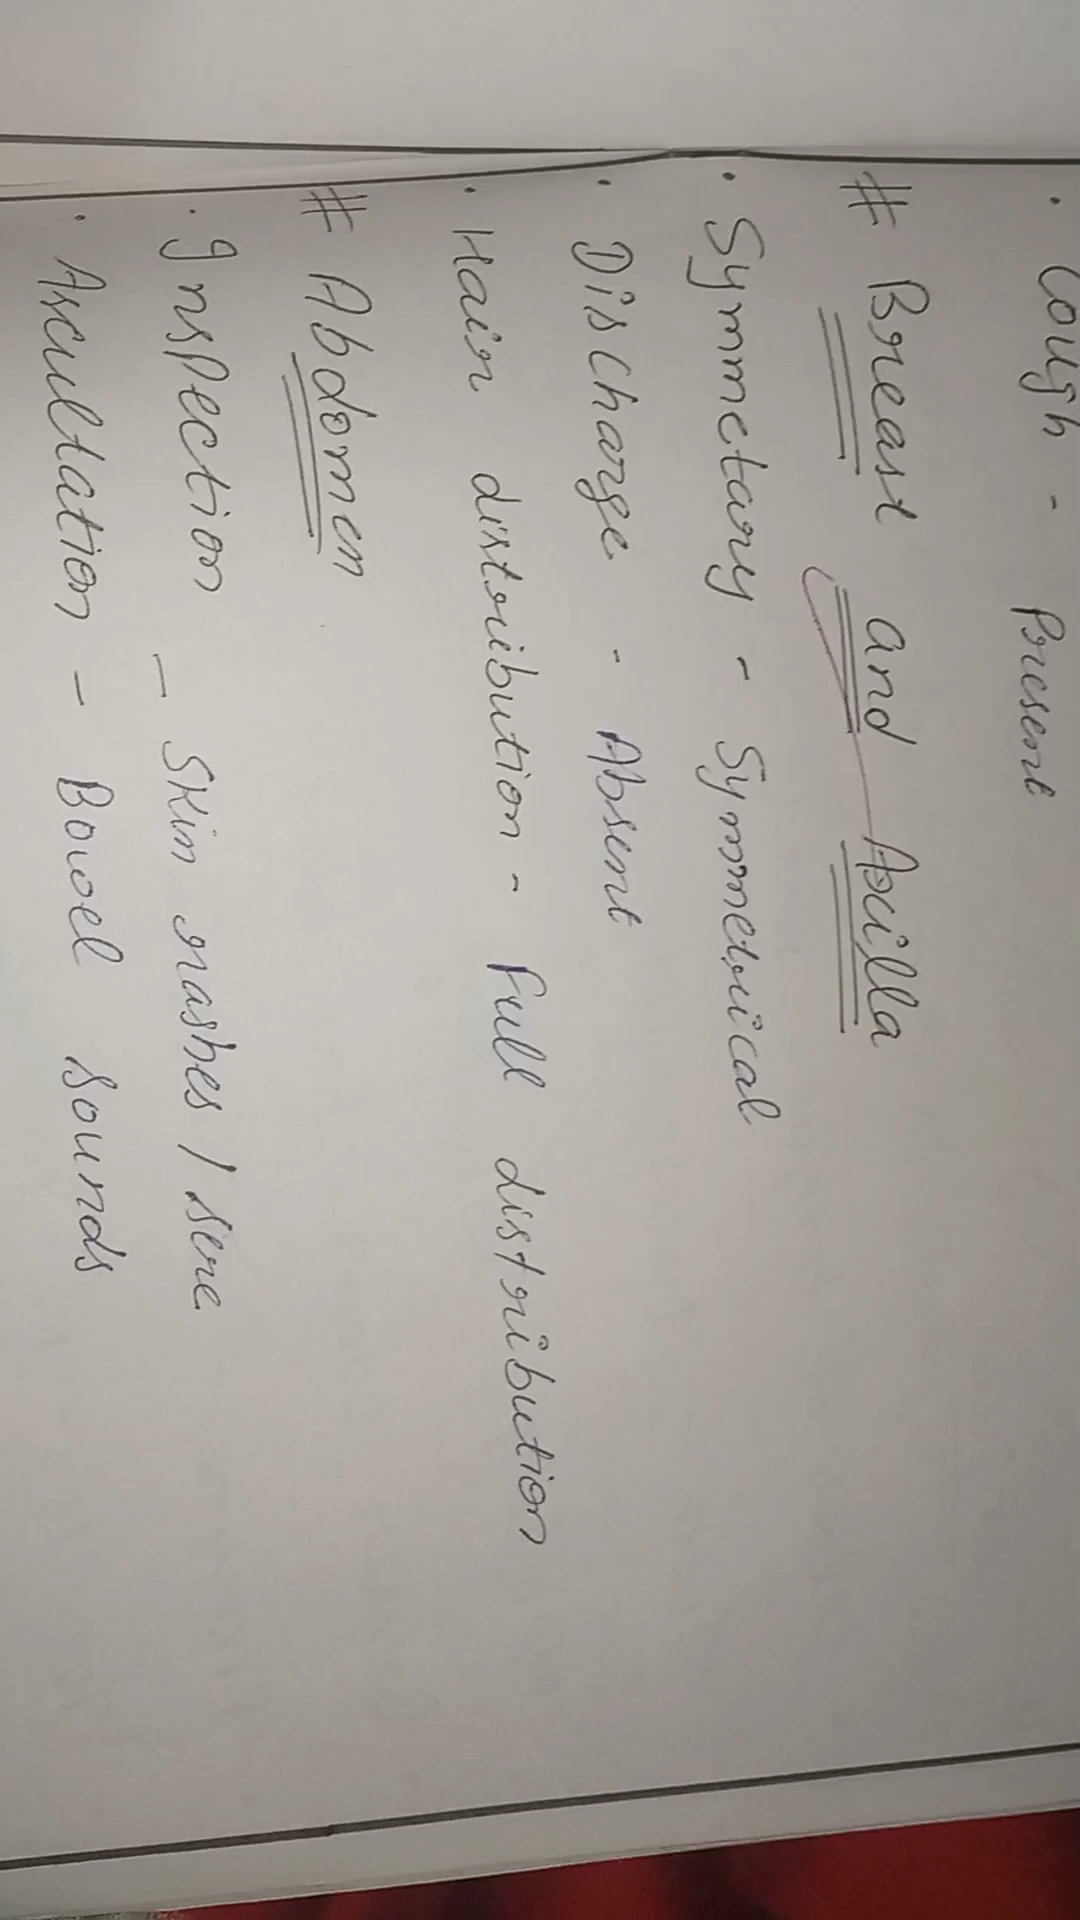 · Cough - Present
# Breast and Axilla
· Symmetary - Symmetrical
· Discharge - Absent
· Hair distribution - full distribution
# Abdomen
· Inspection - Skin rashes /
· Ascultation - Bowel sounds